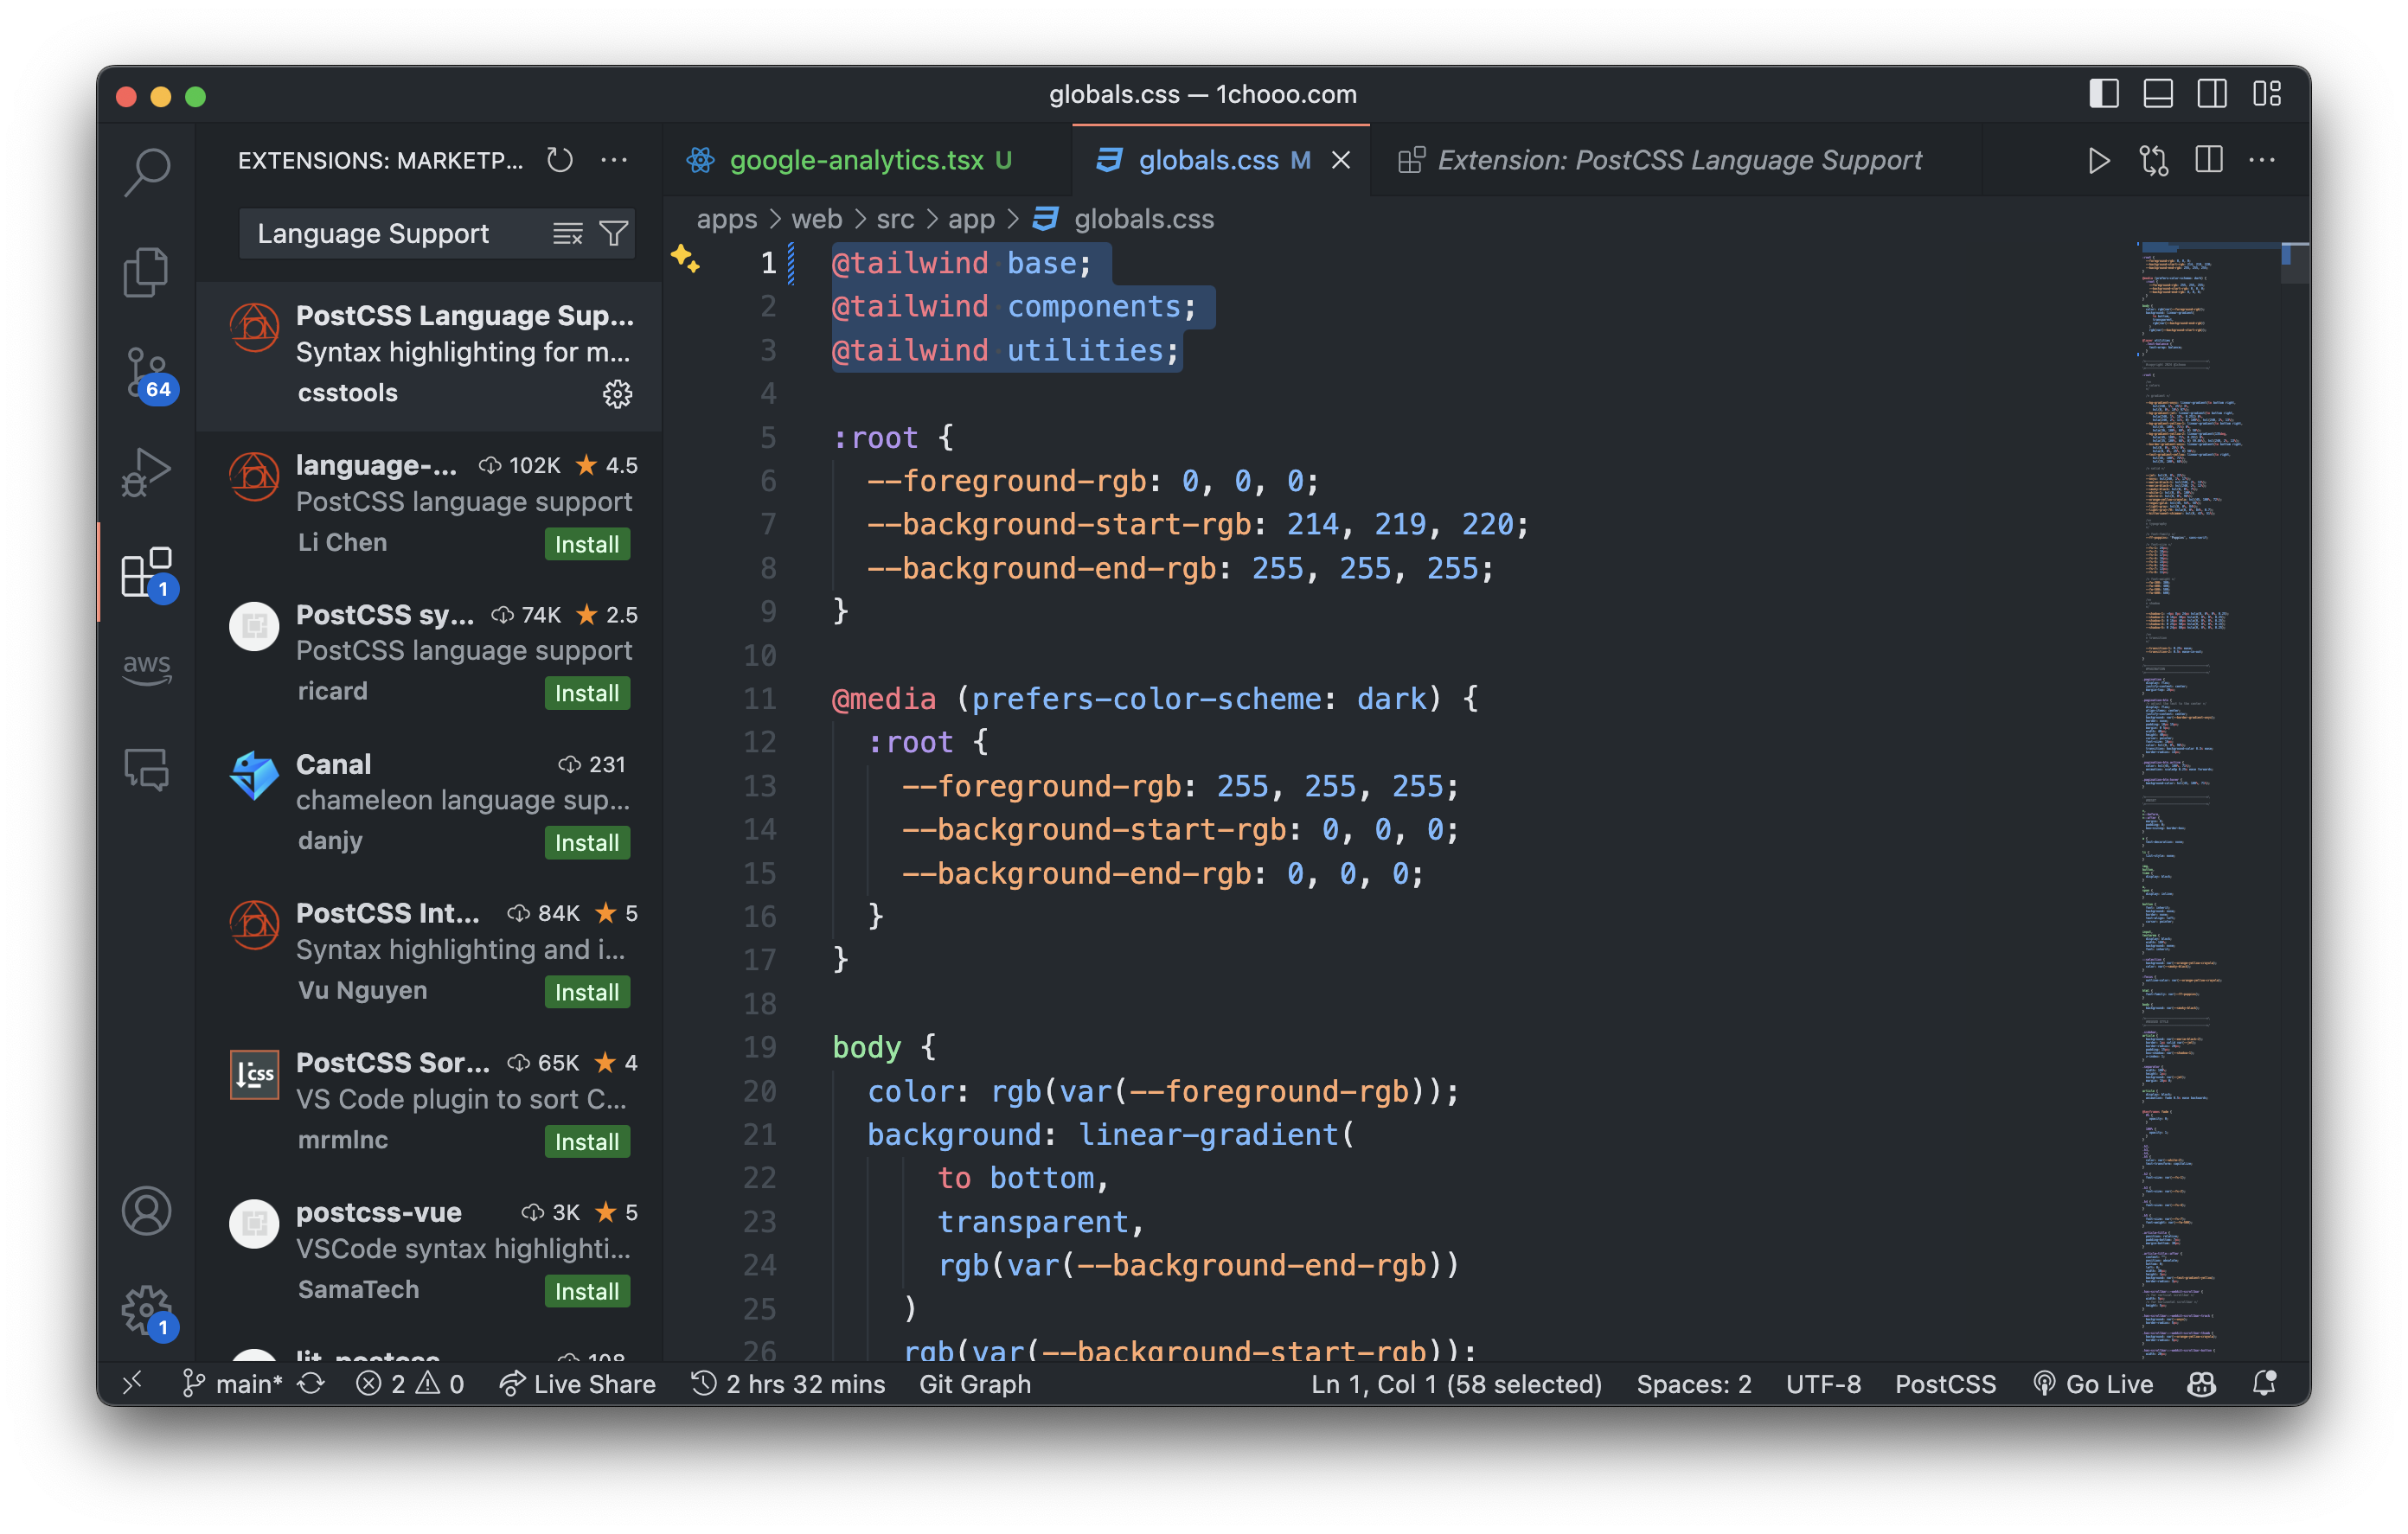 globals.css — 1chooo.com
EXTENSIONS: MARKETP...
google-analytics.tsx U
globals.css M
Extension: PostCSS Language Support
apps > web > src > app > globals.css
Language Support
PostCSS Language Sup...
Syntax highlighting for m...
csstools
language-... 102K ★ 4.5
PostCSS language support
Li Chen Install
PostCSS sy... 74K ★ 2.5
PostCSS language support
ricard Install
Canal 231
chameleon language sup...
danjy Install
PostCSS Int... 84K ★ 5
Syntax highlighting and i...
Vu Nguyen Install
PostCSS Sor... 65K ★ 4
VS Code plugin to sort C...
mrmlnc Install
postcss-vue 3K ★ 5
VSCode syntax highlighti...
SamaTech Install
lit-postcss 108
64
1
aws
1
↓css
1 @tailwind base;
2 @tailwind components;
3 @tailwind utilities;
4
5 :root {
6 --foreground-rgb: 0, 0, 0;
7 --background-start-rgb: 214, 219, 220;
8 --background-end-rgb: 255, 255, 255;
9 }
10
11 @media (prefers-color-scheme: dark) {
12 :root {
13 --foreground-rgb: 255, 255, 255;
14 --background-start-rgb: 0, 0, 0;
15 --background-end-rgb: 0, 0, 0;
16 }
17 }
18
19 body {
20 color: rgb(var(--foreground-rgb));
21 background: linear-gradient(
22 to bottom,
23 transparent,
24 rgb(var(--background-end-rgb))
25 )
26 rgb(var(--background-start-rgb));
main* 2 0 Live Share 2 hrs 32 mins Git Graph Ln 1, Col 1 (58 selected) Spaces: 2 UTF-8 PostCSS Go Live